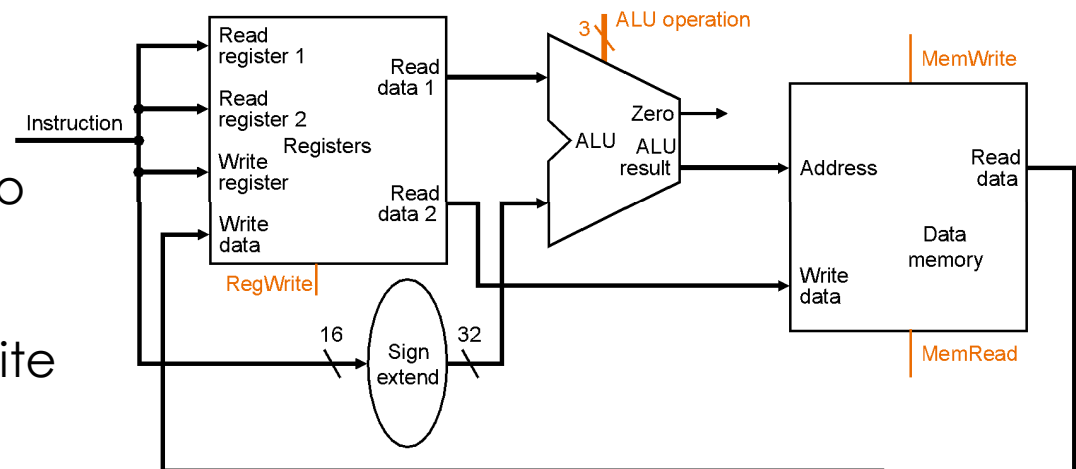 3
ALU operation
MemWrite
Read
register 1
Read
data 1
Read
register 2
Instruction
Registers
Zero
ALU
ALU
result
Write
register
Address
Read
data
o
Read
data 2
Write
data
Data
memory
RegWrite
Write
data
16
32
ite
Sign
extend
MemRead